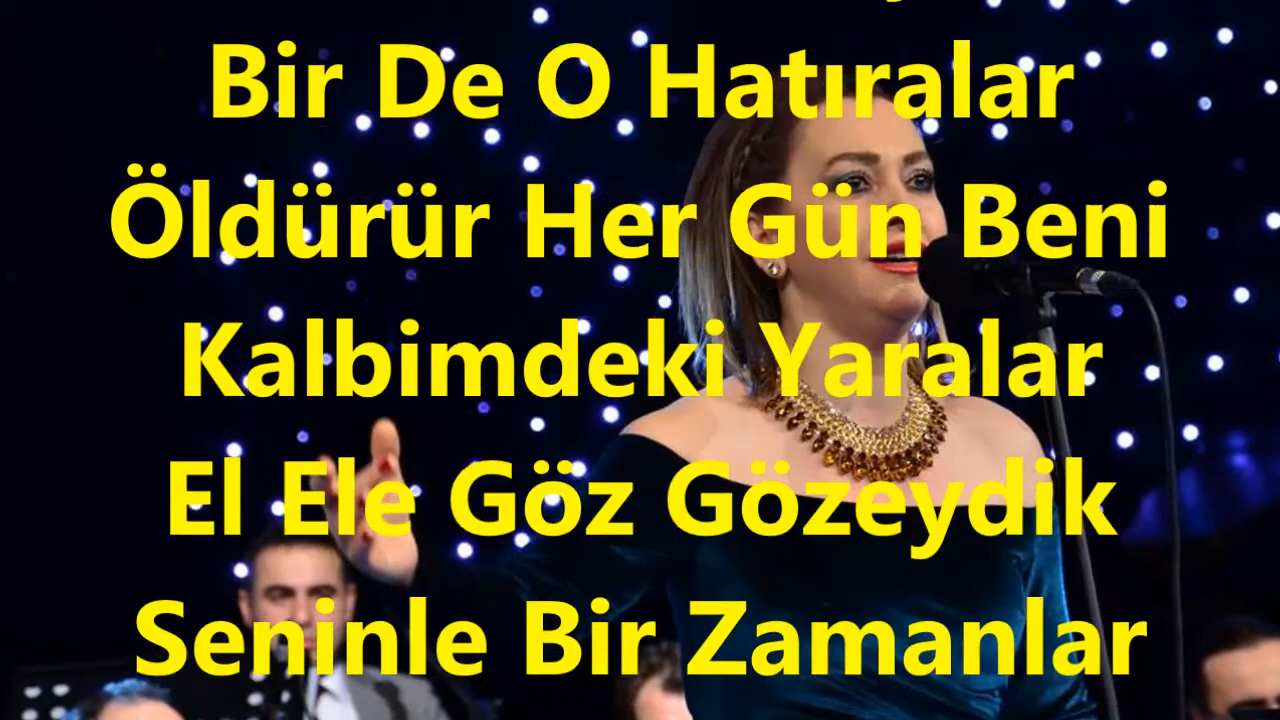 Bir De O Hatıralar
Öldürür Her Gün Beni
Kalbimdeki Yaralar
El Ele Göz Gözeydik
Seninle Bir Zamanlar